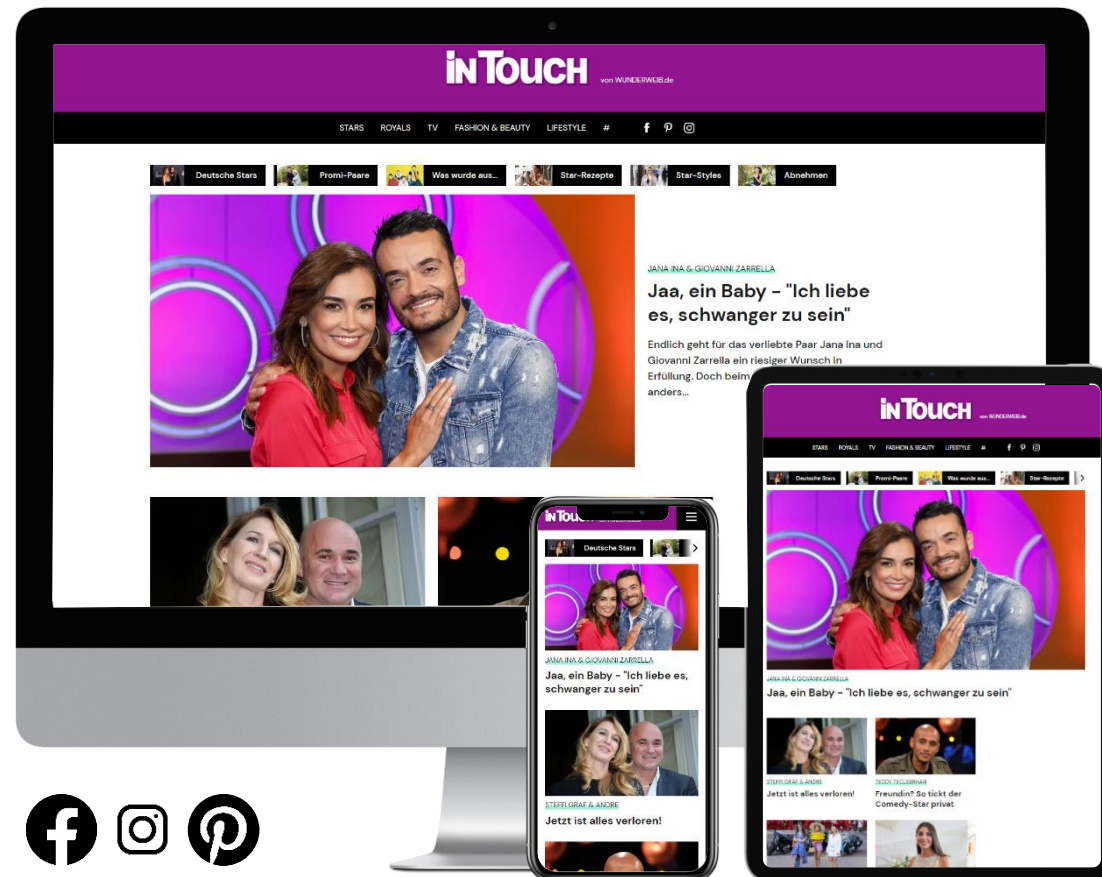 iNTOUCH von WUNDERWEIB.de
STARS ROYALS TV FASHION & BEAUTY LIFESTYLE #
Deutsche Stars Promi-Paare Was wurde aus... Star-Rezepte Star-Styles Abnehmen
JANA INA & GIOVANNI ZARRELLA
Jaa, ein Baby - "Ich liebe
es, schwanger zu sein"
Endlich geht für das verliebte Paar Jana Ina und
Giovanni Zarrella ein riesiger Wunsch in
Erfüllung. Doch beim
anders...
iNTOUCH von WUNDERWEIB.de
STARS ROYALS TV FASHION & BEAUTY LIFESTYLE #
Deutsche Stars Promi-Paare Was wurde aus... Star-Rezepte
JANA INA & GIOVANNI ZARRELLA
Jaa, ein Baby - "Ich liebe es, schwanger zu sein"
STEFFI GRAF & ANDRE
Jetzt ist alles verloren!
TEDDY TECLEBRHAN
Freundin? So tickt der
Comedy-Star privat
Deutsche Stars
JANA INA & GIOVANNI ZARRELLA
Jaa, ein Baby - "Ich liebe es,
schwanger zu sein"
STEFFI GRAF & ANDRE
Jetzt ist alles verloren!